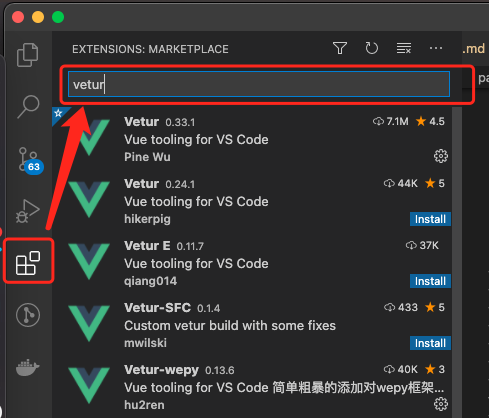 EXTENSIONS: MARKETPLACE
.md
vetur
pa
Vetur 0.33.1 7.1M 4.5
Vue tooling for VS Code
Pine Wu
63
Vetur 0.24.1 44K 5
Vue tooling for VS Code
hikerpig Install
Vetur E 0.11.7 37K
Vue tooling for VS Code
qiang014 Install
Vetur-SFC 0.1.4 433 5
Custom vetur build with some fixes
mwilski Install
Vetur-wepy 0.13.6 40K 3
Vue tooling for VS Code 简单粗暴的添加对wepy框架...
hu2ren